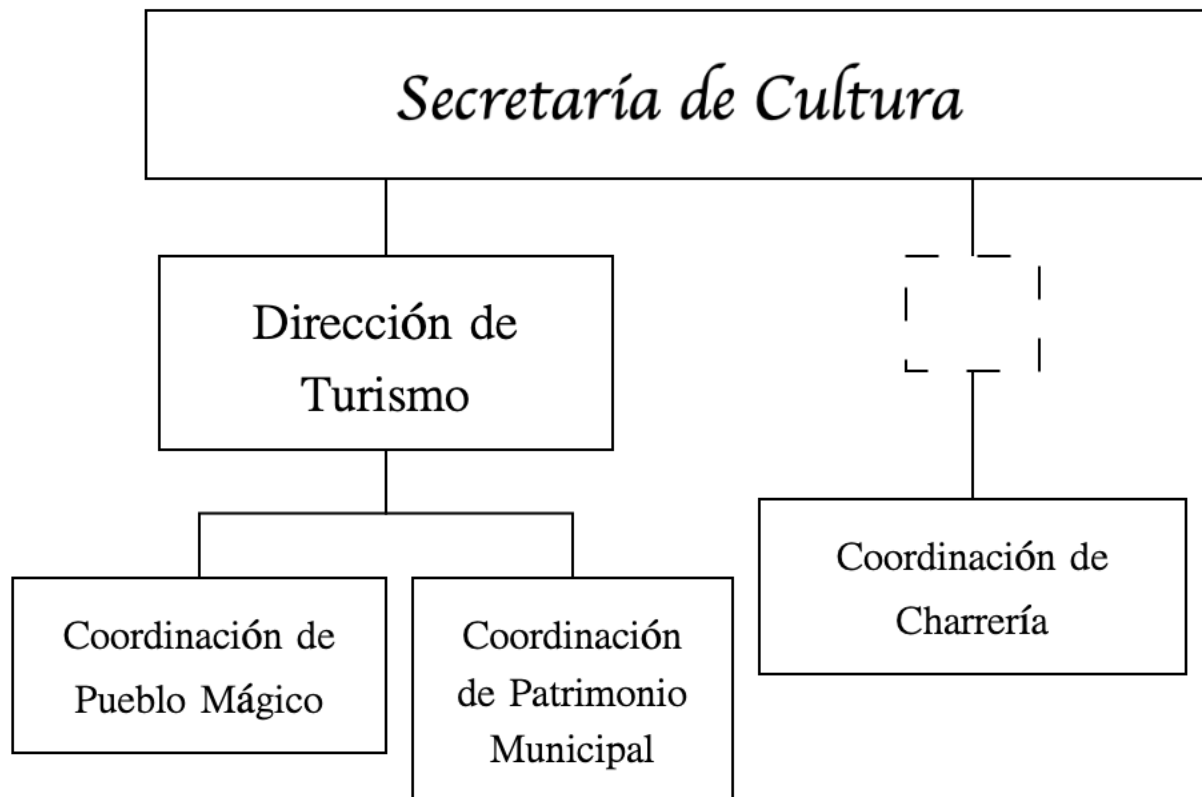 Secretaría de Cultura
Dirección de
Turismo
Coordinación de
Charrería
Coordinación de
Pueblo Mágico
Coordinación
de Patrimonio
Municipal